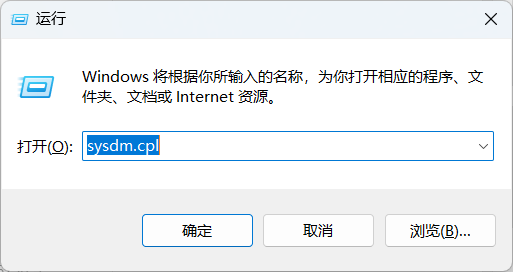 运行
Windows 将根据你所输入的名称，为你打开相应的程序、文
件夹、文档或 Internet 资源。
打开(O): sysdm.cpl
确定 取消 浏览(B)...